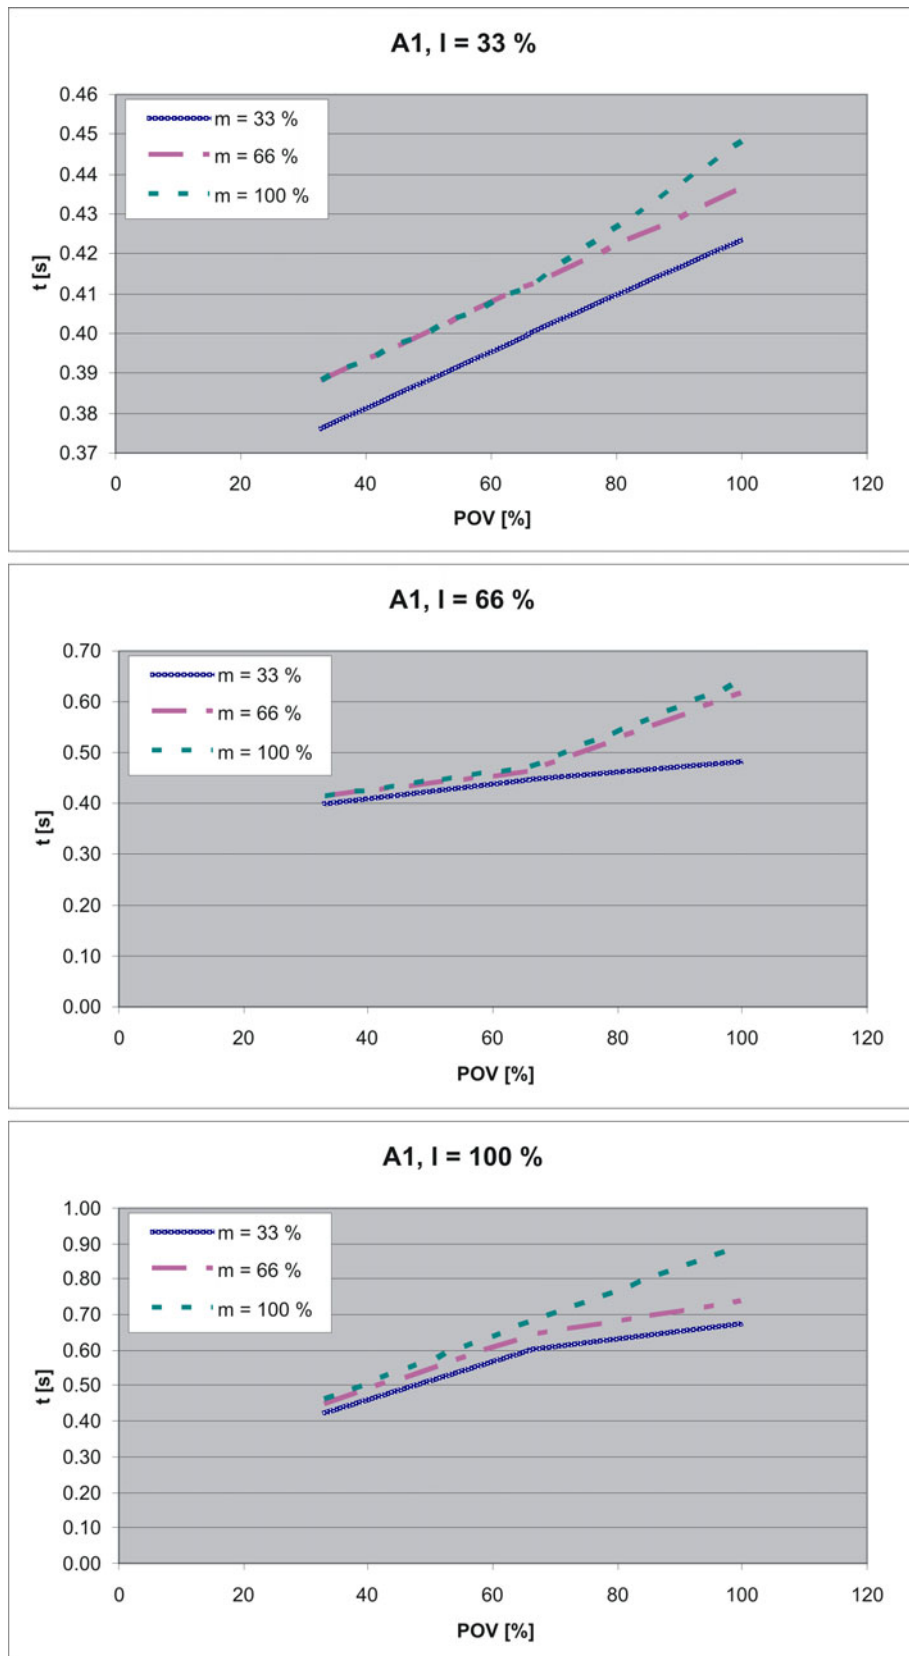 A1, l = 33 %
0.46
0.45
0.44
0.43
0.42
0.41
0.40
0.39
0.38
0.37
t [s]
m = 33 %
m = 66 %
m = 100 %
0 20 40 60 80 100 120
POV [%]
A1, l = 66 %
0.70
0.60
0.50
0.40
0.30
0.20
0.10
0.00
t [s]
m = 33 %
m = 66 %
m = 100 %
0 20 40 60 80 100 120
POV [%]
A1, l = 100 %
1.00
0.90
0.80
0.70
0.60
0.50
0.40
0.30
0.20
0.10
0.00
t [s]
m = 33 %
m = 66 %
m = 100 %
0 20 40 60 80 100 120
POV [%]